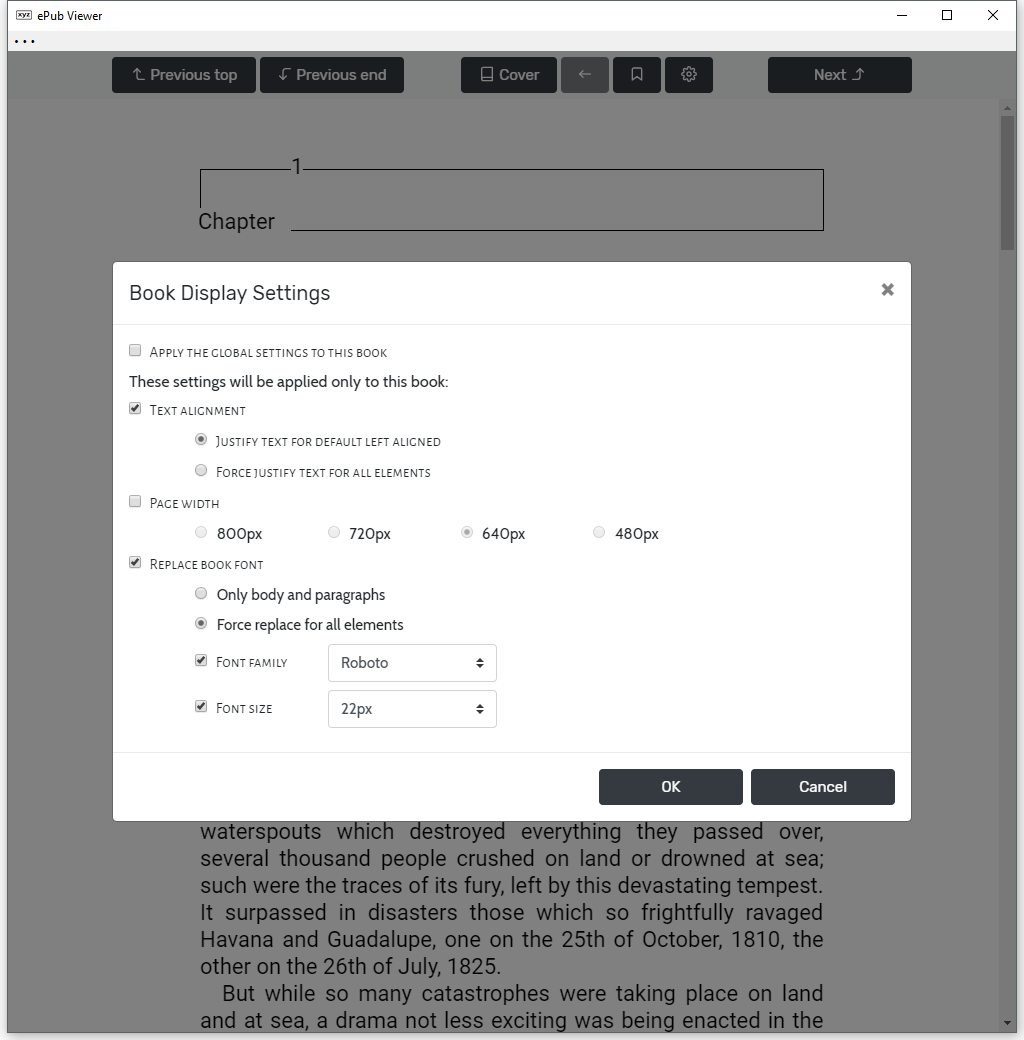 xyz ePub Viewer
...
Previous top Previous end Cover Next
1
Chapter
Book Display Settings
Apply the global settings to this book
These settings will be applied only to this book:
Text alignment
Justify text for default left aligned
Force justify text for all elements
Page width
800px 720px 640px 480px
Replace book font
Only body and paragraphs
Force replace for all elements
Font family Roboto
Font size 22px
OK Cancel
waterspouts which destroyed everything they passed over,
several thousand people crushed on land or drowned at sea;
such were the traces of its fury, left by this devastating tempest.
It surpassed in disasters those which so frightfully ravaged
Havana and Guadalupe, one on the 25th of October, 1810, the
other on the 26th of July, 1825.
But while so many catastrophes were taking place on land
and at sea, a drama not less exciting was being enacted in the